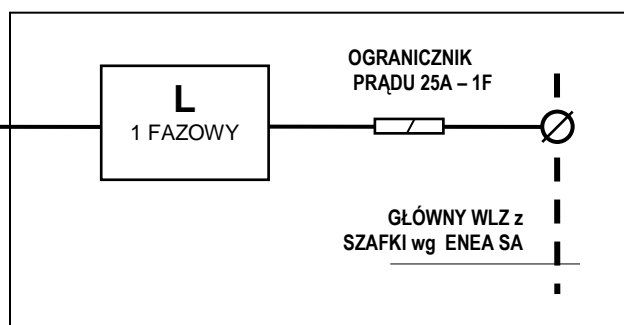 OGRANICZNIK
PRĄDU 25A – 1F
L
1 FAZOWY
GŁÓWNY WLZ z
SZAFKI wg ENEA SA